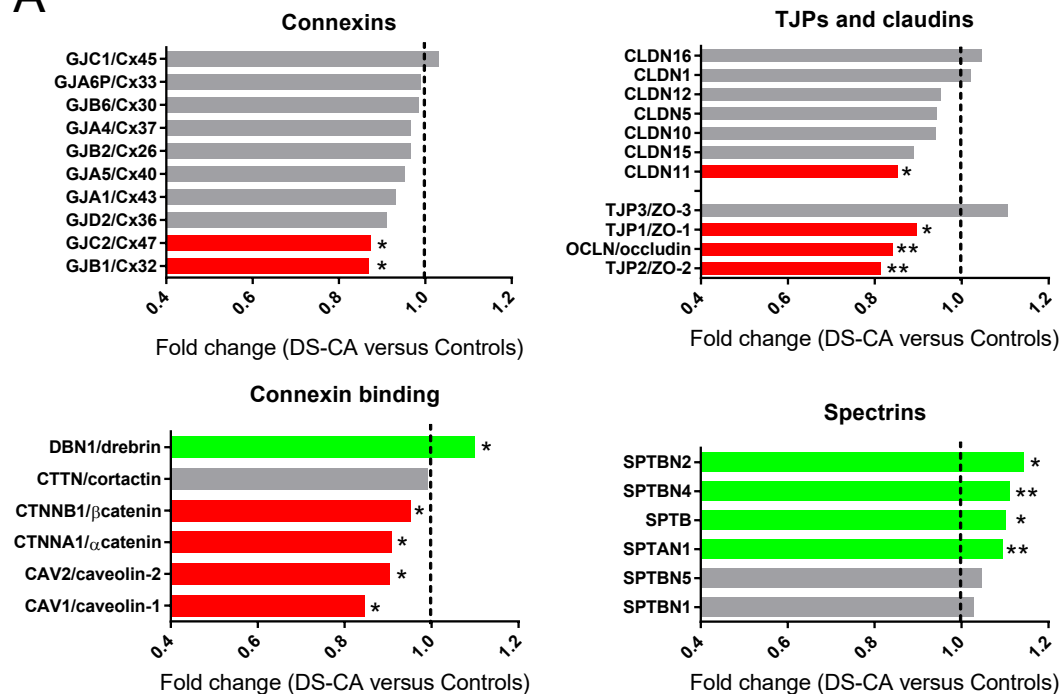 A
Connexins
GJC1/Cx45
GJA6P/Cx33
GJB6/Cx30
GJA4/Cx37
GJB2/Cx26
GJA5/Cx40
GJA1/Cx43
GJD2/Cx36
GJC2/Cx47 *
GJB1/Cx32 *
0.4 0.6 0.8 1.0 1.2
Fold change (DS-CA versus Controls)
TJPs and claudins
CLDN16
CLDN1
CLDN12
CLDN5
CLDN10
CLDN15
CLDN11 *
TJP3/ZO-3
TJP1/ZO-1 *
OCLN/occludin **
TJP2/ZO-2 **
0.4 0.6 0.8 1.0 1.2
Fold change (DS-CA versus Controls)
Connexin binding
DBN1/drebrin *
CTTN/cortactin
CTNNB1/βcatenin *
CTNNA1/αcatenin *
CAV2/caveolin-2 *
CAV1/caveolin-1 *
0.4 0.6 0.8 1.0 1.2
Fold change (DS-CA versus Controls)
Spectrins
SPTBN2 *
SPTBN4 **
SPTB *
SPTAN1 **
SPTBN5
SPTBN1
0.4 0.6 0.8 1.0 1.2
Fold change (DS-CA versus Controls)